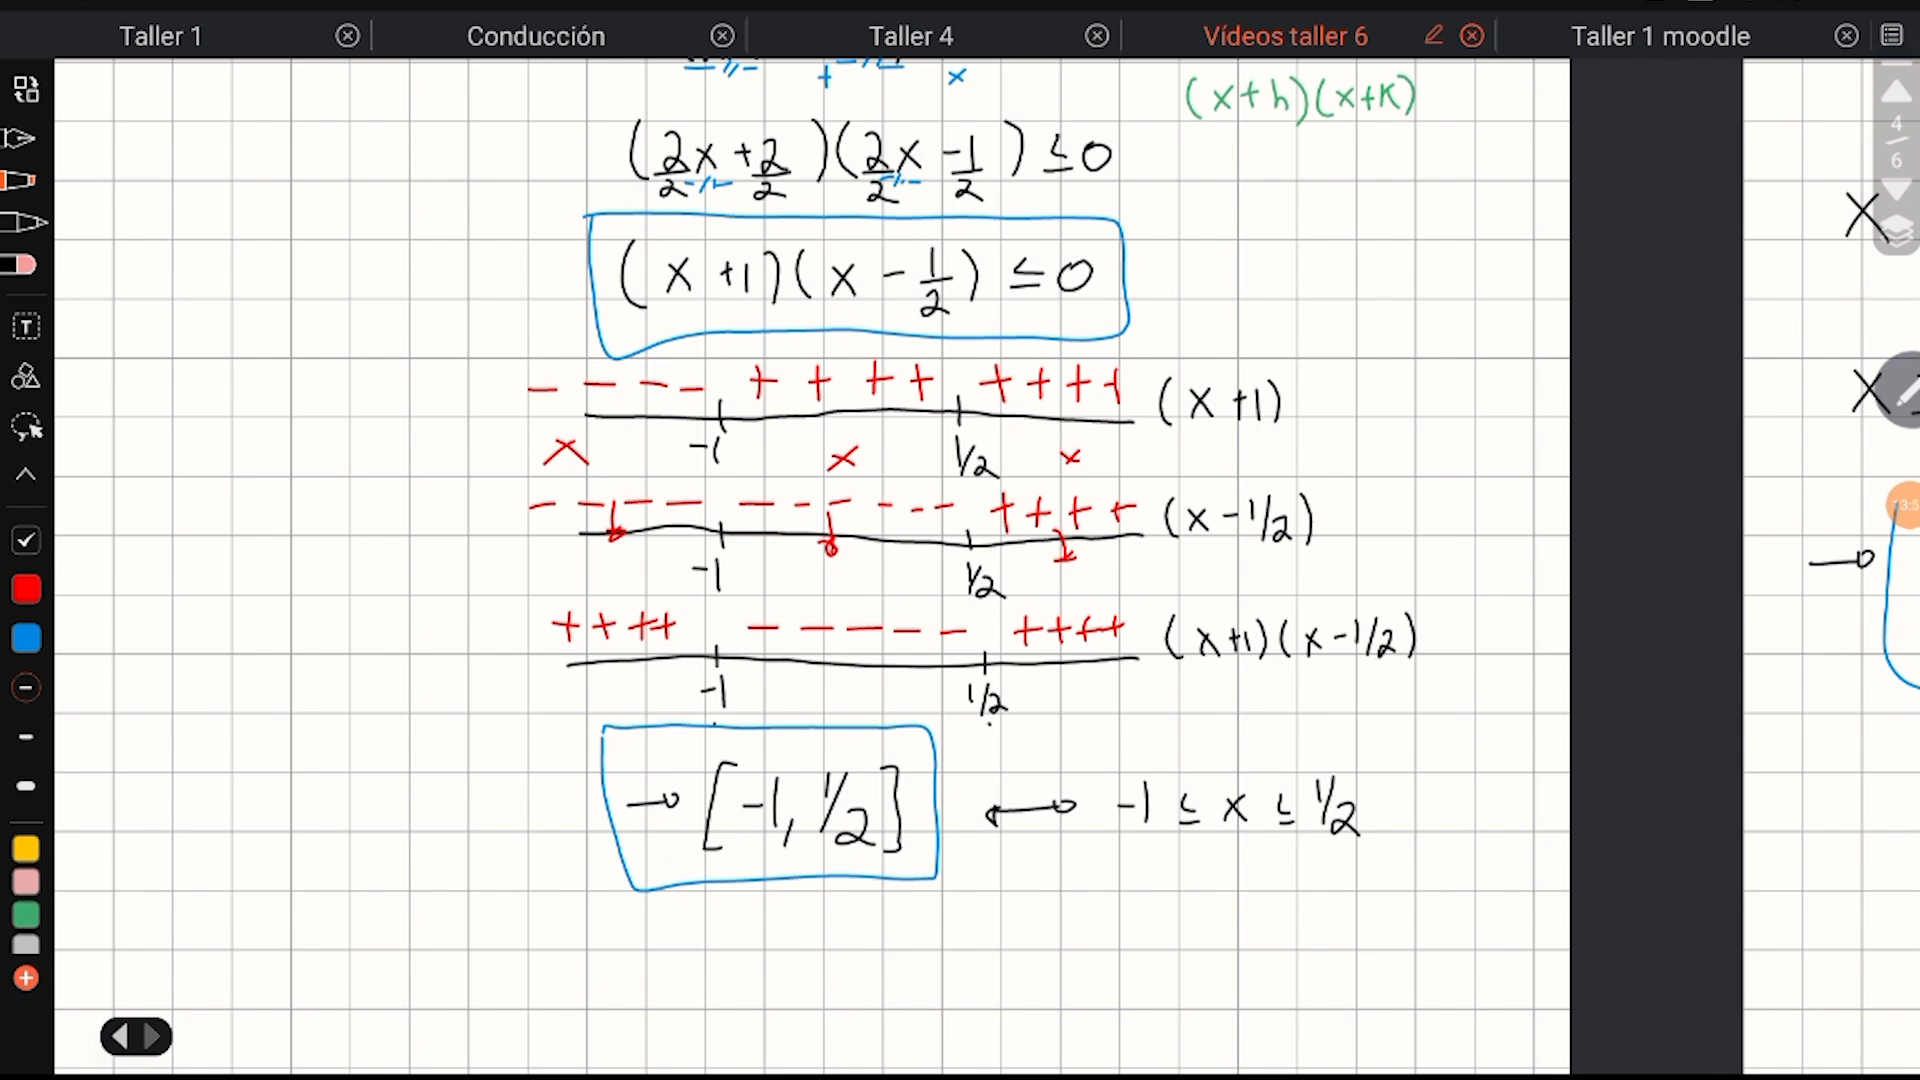 Taller 1 Conducción Taller 4 Vídeos taller 6 Taller 1 moodle
(x+h)(x+K)
(2x/2 + 2/2)(2x/2 - 1/2) ≤ 0
(x+1)(x - 1/2) ≤ 0
- - - - + + + + + + + + (x+1)
-1 1/2
x x x
- - - - - - - - - - + + + + (x-1/2)
-1 1/2
++++ - - - - - ++++ (x+1)(x-1/2)
-1 1/2
→ [-1, 1/2] ↔ -1 ≤ x ≤ 1/2
4
6
T
X
X